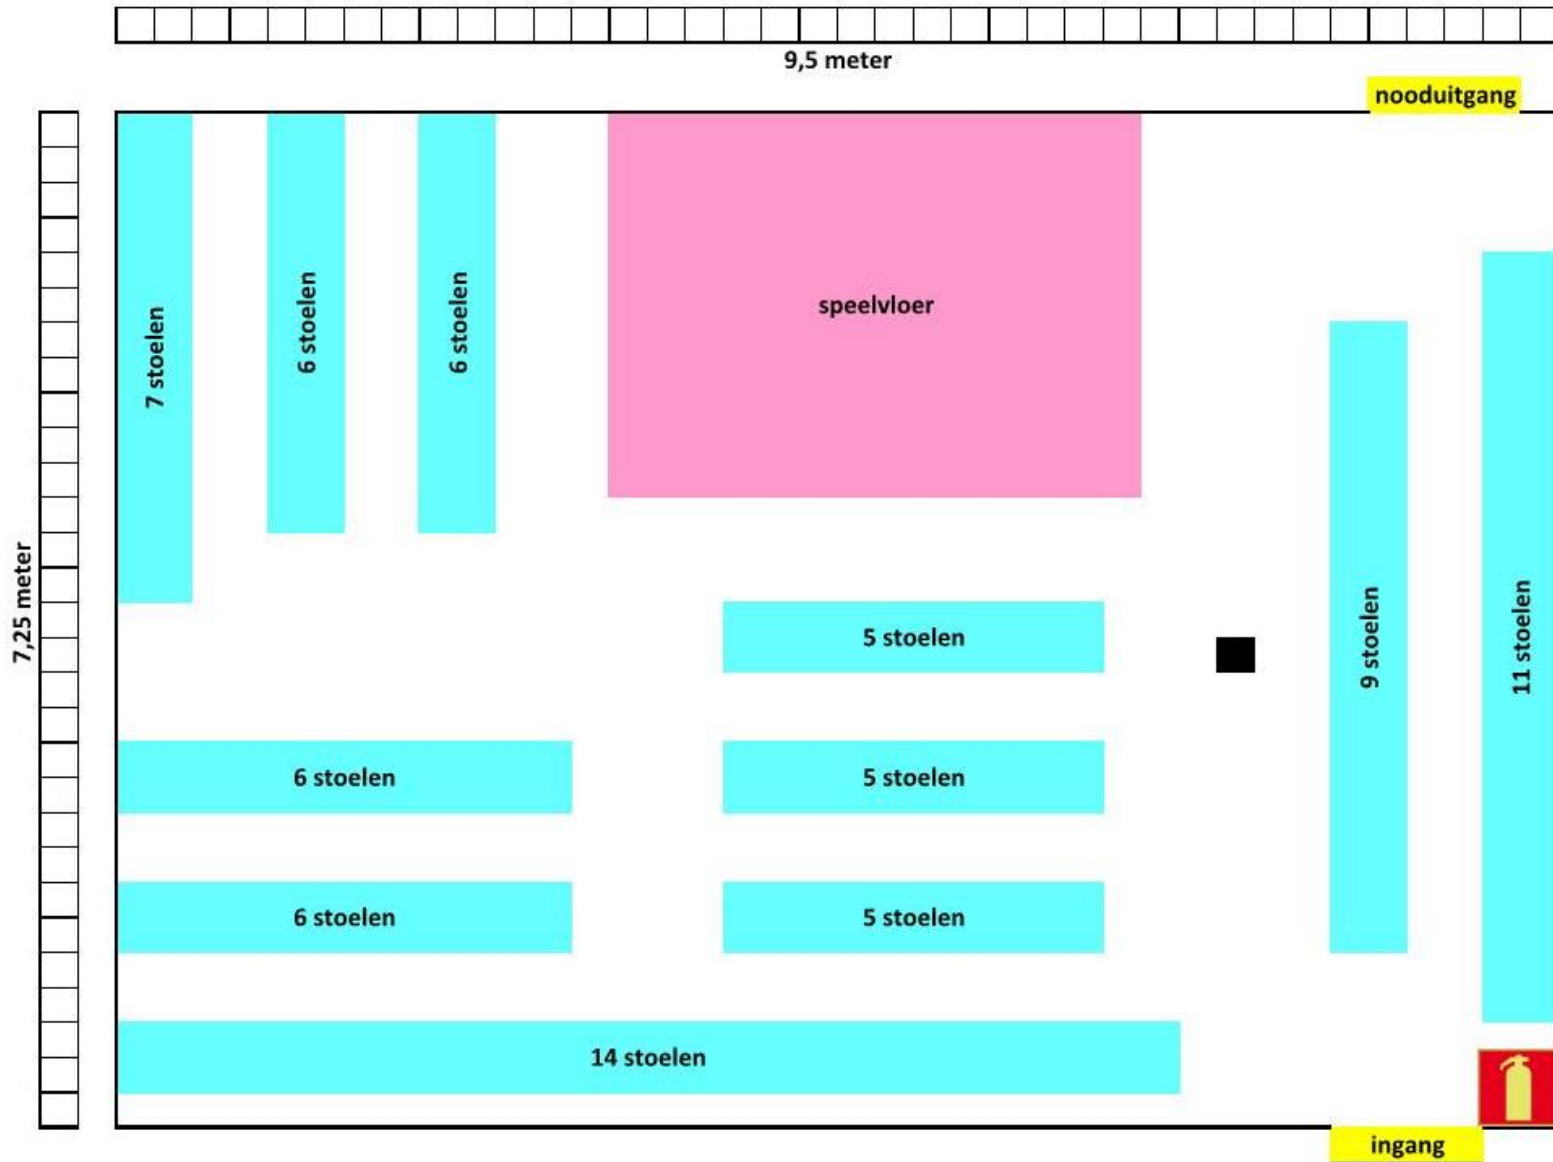 9,5 meter
nooduitgang
7 stoelen
6 stoelen
6 stoelen
speelvloer
7,25 meter
5 stoelen
9 stoelen
11 stoelen
6 stoelen
5 stoelen
6 stoelen
5 stoelen
14 stoelen
ingang